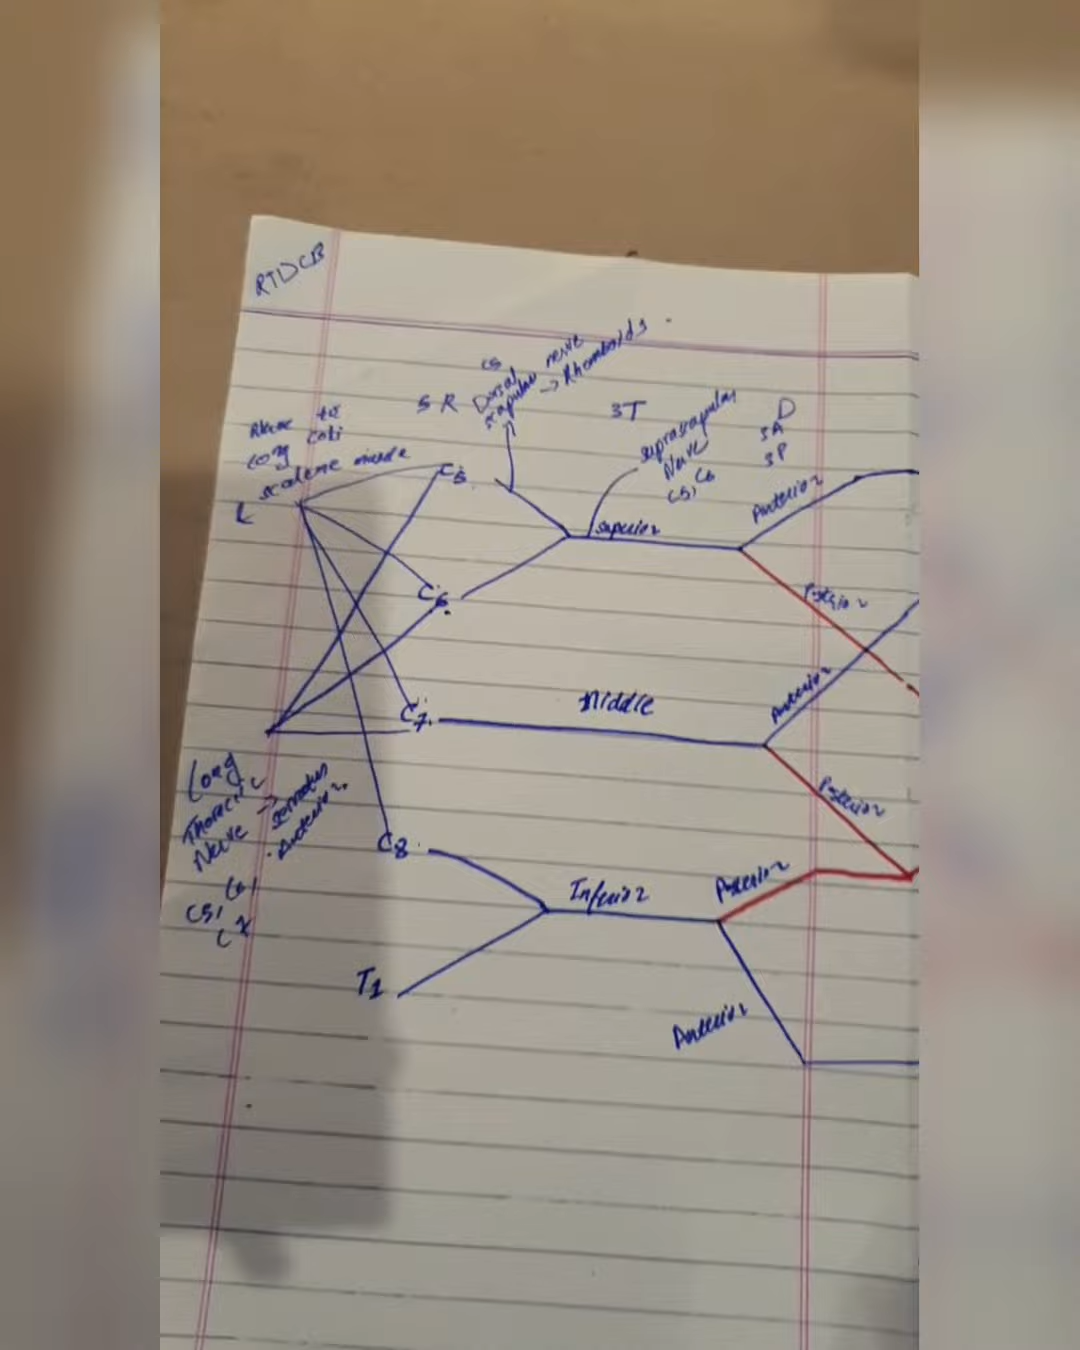 RTDCB
C5
Dorsal
scapular nerve
→ Rhomboids
5 R
3T
D
3A
3P
suprascapular
Nerve
C5, C6
Nerve to
long coli
scalene muscle
C5
Superior
Anterior
C6
Posterior
C7
Middle
Anterior
Posterior
Long
Thoracic
Nerve → serratus
Anterior
C6,
C5,
C7
C8
Inferior
Posterior
T1
Anterior